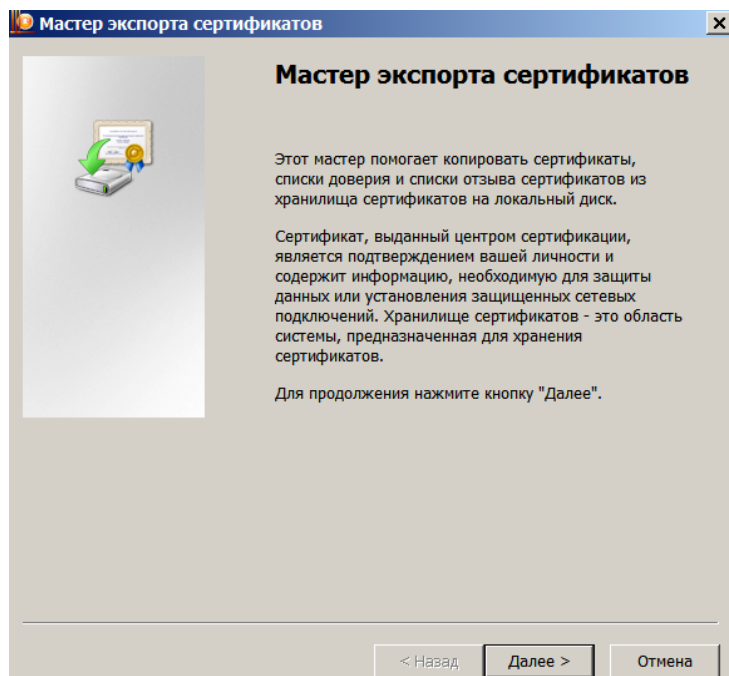 Мастер экспорта сертификатов
Мастер экспорта сертификатов
Этот мастер помогает копировать сертификаты,
списки доверия и списки отзыва сертификатов из
хранилища сертификатов на локальный диск.
Сертификат, выданный центром сертификации,
является подтверждением вашей личности и
содержит информацию, необходимую для защиты
данных или установления защищенных сетевых
подключений. Хранилище сертификатов - это область
системы, предназначенная для хранения
сертификатов.
Для продолжения нажмите кнопку "Далее".
< Назад Далее > Отмена